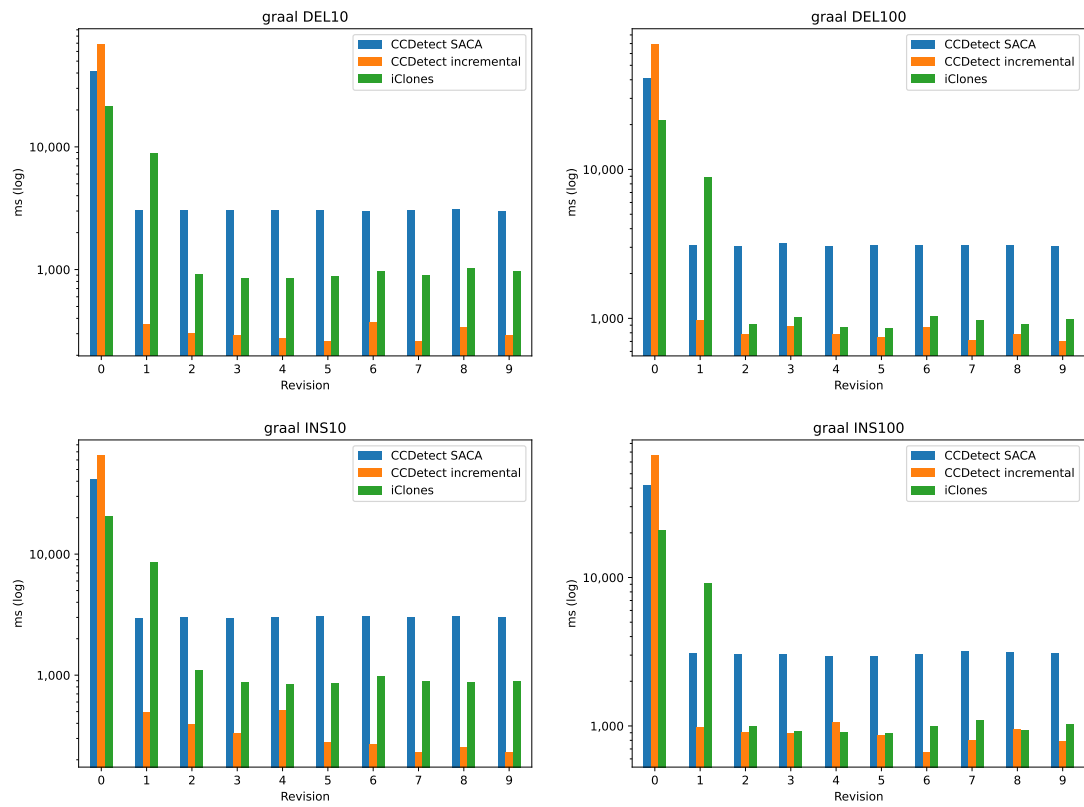 graal DEL10
CCDetect SACA
CCDetect incremental
iClones
10,000
1,000
ms (log)
0 1 2 3 4 5 6 7 8 9
Revision
graal DEL100
CCDetect SACA
CCDetect incremental
iClones
10,000
1,000
ms (log)
0 1 2 3 4 5 6 7 8 9
Revision
graal INS10
CCDetect SACA
CCDetect incremental
iClones
10,000
1,000
ms (log)
0 1 2 3 4 5 6 7 8 9
Revision
graal INS100
CCDetect SACA
CCDetect incremental
iClones
10,000
1,000
ms (log)
0 1 2 3 4 5 6 7 8 9
Revision